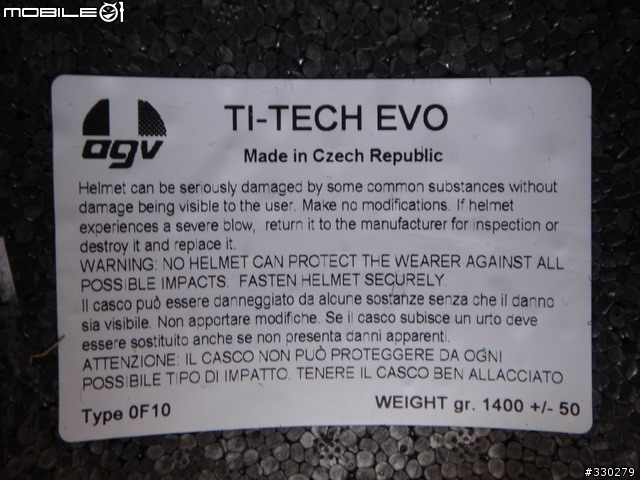 MOBILE01
agv
TI-TECH EVO
Made in Czech Republic
Helmet can be seriously damaged by some common substances without
damage being visible to the user. Make no modifications. If helmet
experiences a severe blow, return it to the manufacturer for inspection or
destroy it and replace it.
WARNING: NO HELMET CAN PROTECT THE WEARER AGAINST ALL
POSSIBLE IMPACTS. FASTEN HELMET SECURELY.
Il casco può essere danneggiato da alcune sostanze senza che il danno
sia visibile. Non apportare modifiche. Se il casco subisce un urto deve
essere sostituito anche se non presenta danni apparenti.
ATTENZIONE: IL CASCO NON PUÒ PROTEGGERE DA OGNI
POSSIBILE TIPO DI IMPATTO. TENERE IL CASCO BEN ALLACCIATO
Type 0F10
WEIGHT gr. 1400 +/- 50
#330279